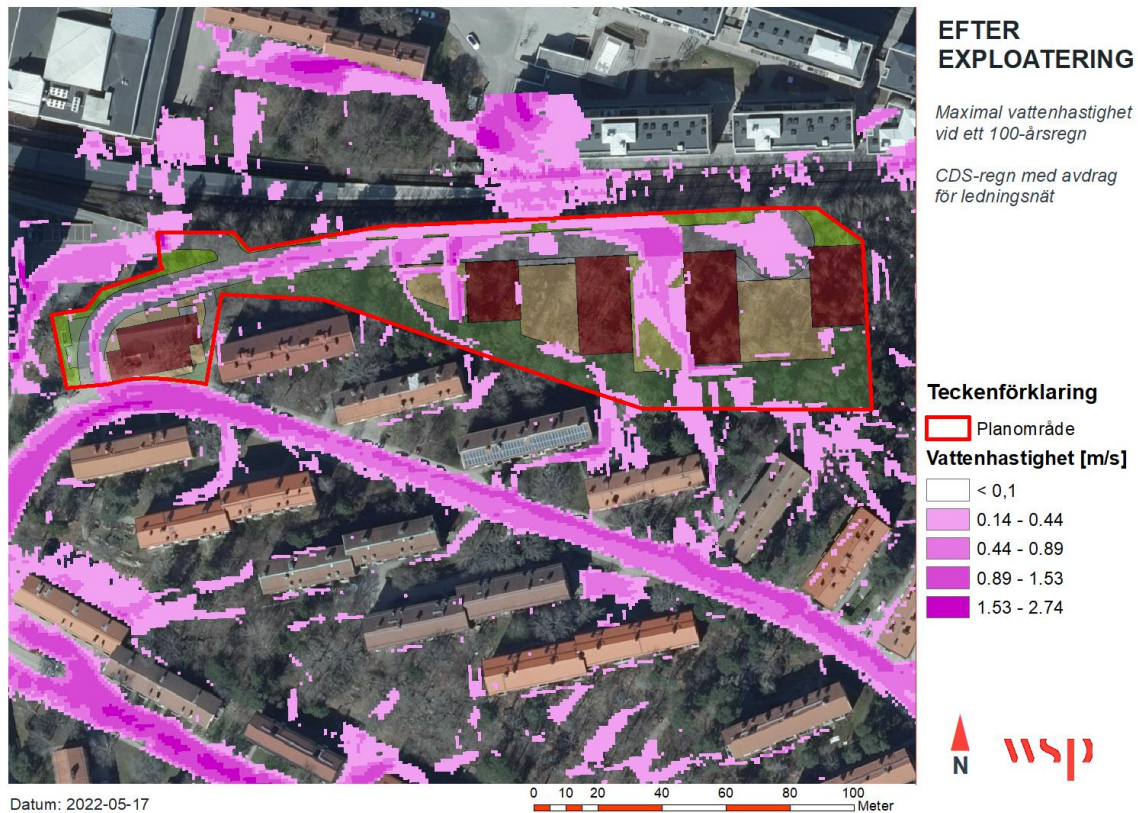 EFTER
EXPLOATERING
Maximal vattenhastighet
vid ett 100-årsregn
CDS-regn med avdrag
för ledningsnät
Teckenförklaring
Planområde
Vattenhastighet [m/s]
< 0,1
0.14 - 0.44
0.44 - 0.89
0.89 - 1.53
1.53 - 2.74
N
wsp
Datum: 2022-05-17
0 10 20 40 60 80 100
Meter